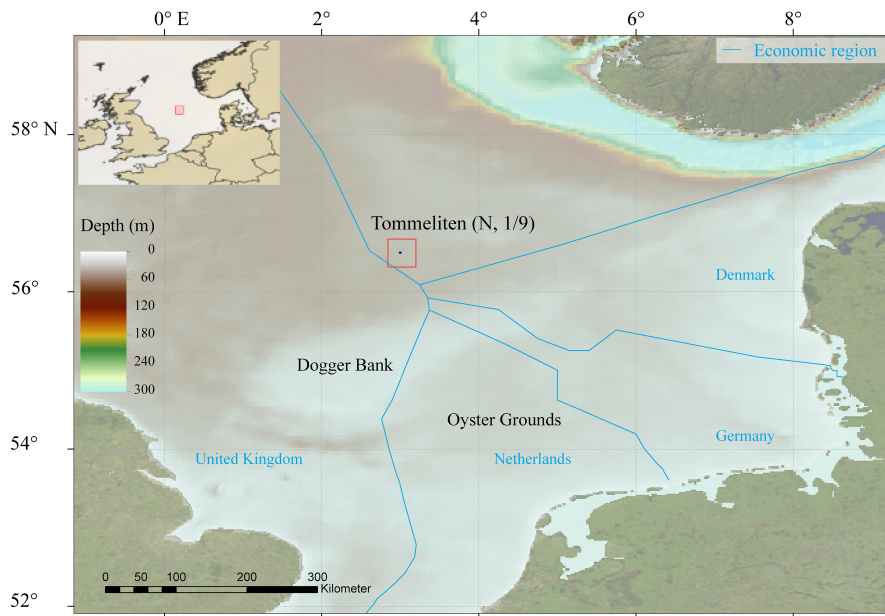 0° E 2° 4° 6° 8°
Economic region
58° N
Tommeliten (N, 1/9)
Depth (m)
0
60
120
180
240
300
56°
Denmark
Dogger Bank
Oyster Grounds
54°
United Kingdom
Netherlands
Germany
0 50 100 200 300
Kilometer
52°